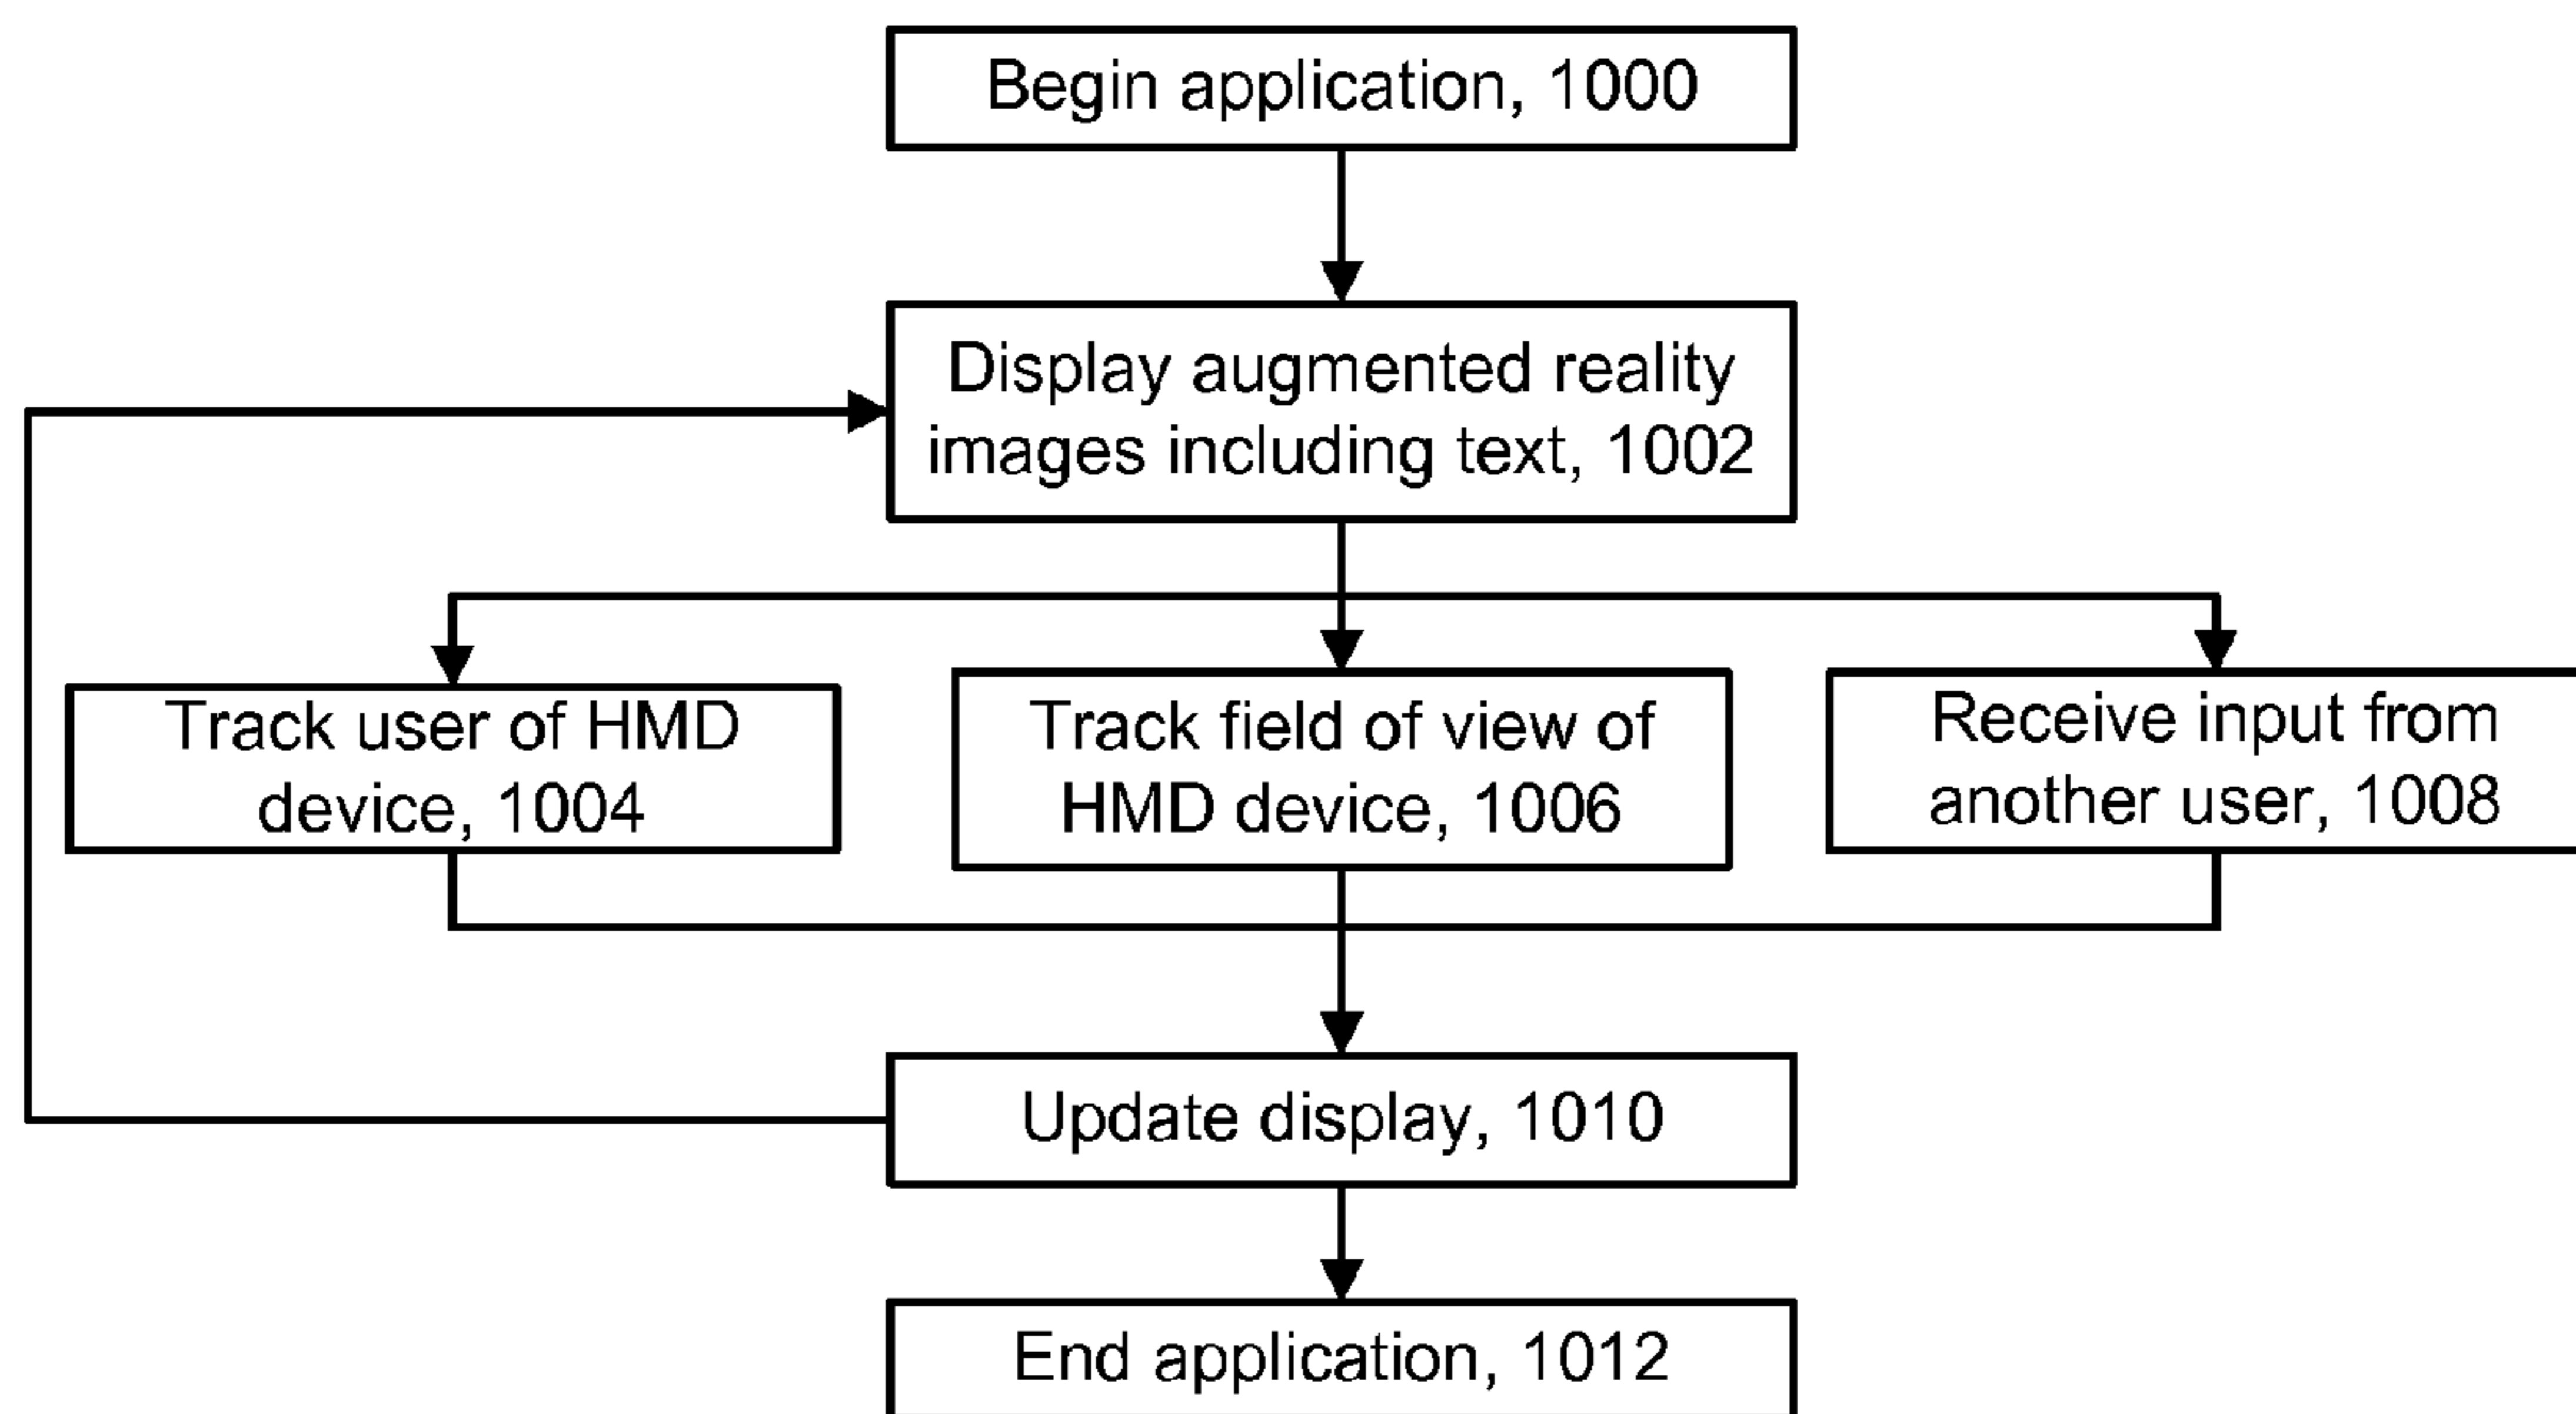 Begin application, 1000
Display augmented reality
images including text, 1002
Track user of HMD
device, 1004
Track field of view of
HMD device, 1006
Receive input from
another user, 1008
Update display, 1010
End application, 1012